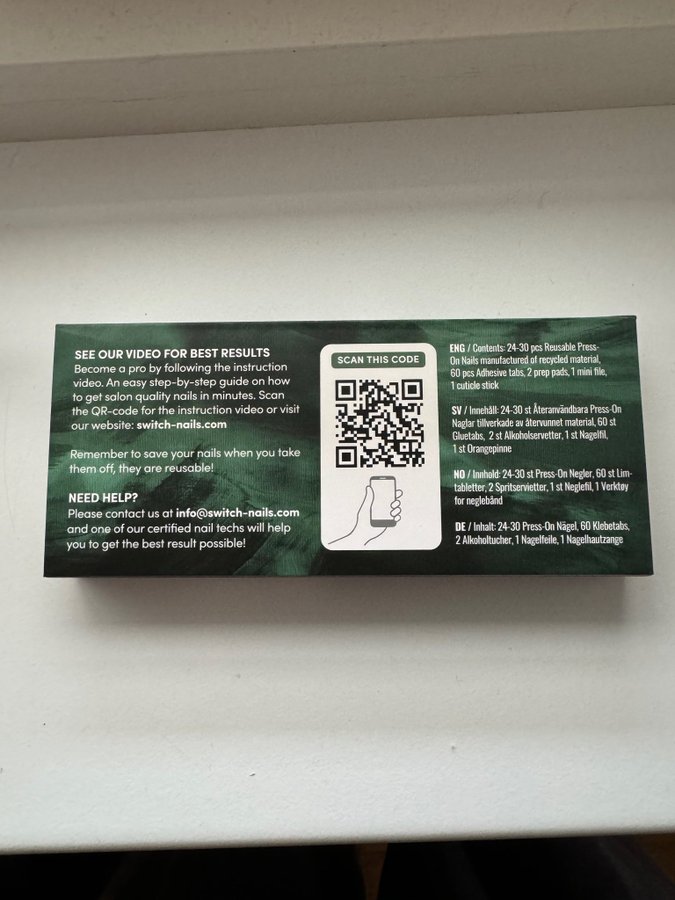 SEE OUR VIDEO FOR BEST RESULTS
Become a pro by following the instruction
video. An easy step-by-step guide on how
to get salon quality nails in minutes. Scan
the QR-code for the instruction video or visit
our website: switch-nails.com
Remember to save your nails when you take
them off, they are reusable!
NEED HELP?
Please contact us at info@switch-nails.com
and one of our certified nail techs will help
you to get the best result possible!
SCAN THIS CODE
ENG / Contents: 24-30 pcs Reusable Press-
On Nails manufactured of recycled material,
60 pcs Adhesive tabs, 2 prep pads, 1 mini file,
1 cuticle stick
SV / Innehåll: 24-30 st Återanvändbara Press-On
Naglar tillverkade av återvunnet material, 60 st
Gluetabs, 2 st Alkoholservetter, 1 st Nagelfil,
1 st Orangepinne
NO / Innhold: 24-30 st Press-On Negler, 60 st Lim-
tabletter, 2 Spritservietter, 1 st Neglefil, 1 Verktøy
for neglebånd
DE / Inhalt: 24-30 Press-On Nägel, 60 Klebetabs,
2 Alkoholtucher, 1 Nagelfeile, 1 Nagelhautzange